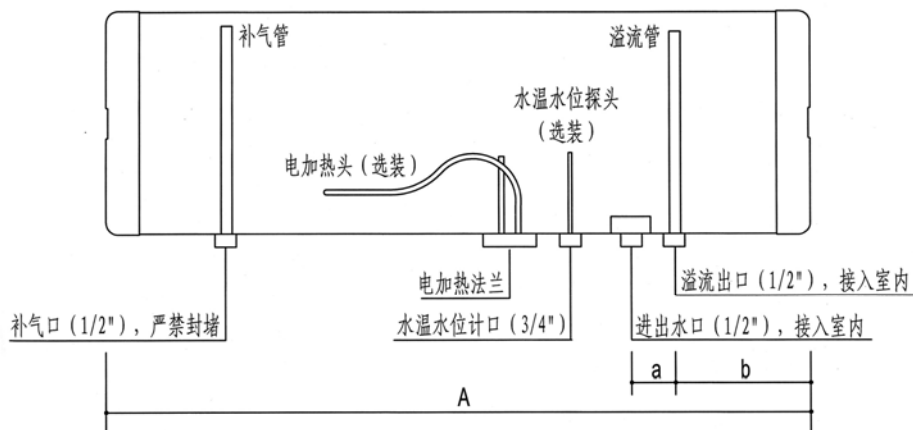 补气管
溢流管
水温水位探头
（选装）
电加热头（选装）
电加热法兰
溢流出口（1/2"），接入室内
补气口（1/2"），严禁封堵
水温水位计口（3/4"）
进出水口（1/2"），接入室内
a
b
A